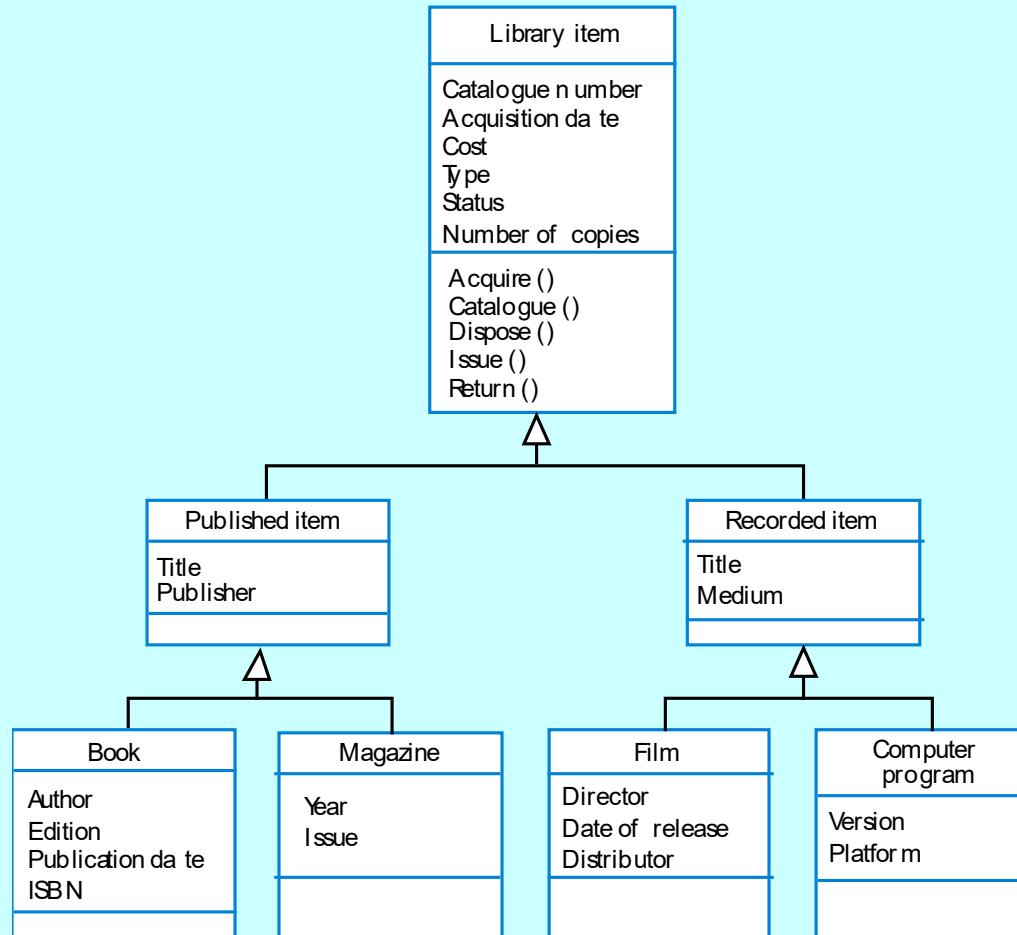 Library item
Catalogue number
Acquisition date
Cost
Type
Status
Number of copies
Acquire ()
Catalogue ()
Dispose ()
Issue ()
Return ()
Published item
Title
Publisher
Recorded item
Title
Medium
Book
Author
Edition
Publication date
ISBN
Magazine
Year
Issue
Film
Director
Date of release
Distributor
Computer
program
Version
Platform